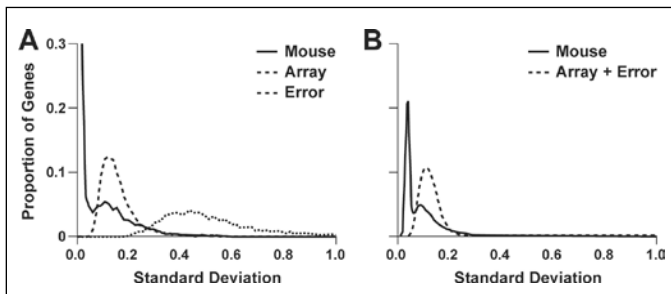 A
B
Mouse
Array
Error
Mouse
Array + Error
Proportion of Genes
0.3
0.2
0.1
0
0.0 0.2 0.4 0.6 0.8 1.0
0.0 0.2 0.4 0.6 0.8 1.0
Standard Deviation
Standard Deviation